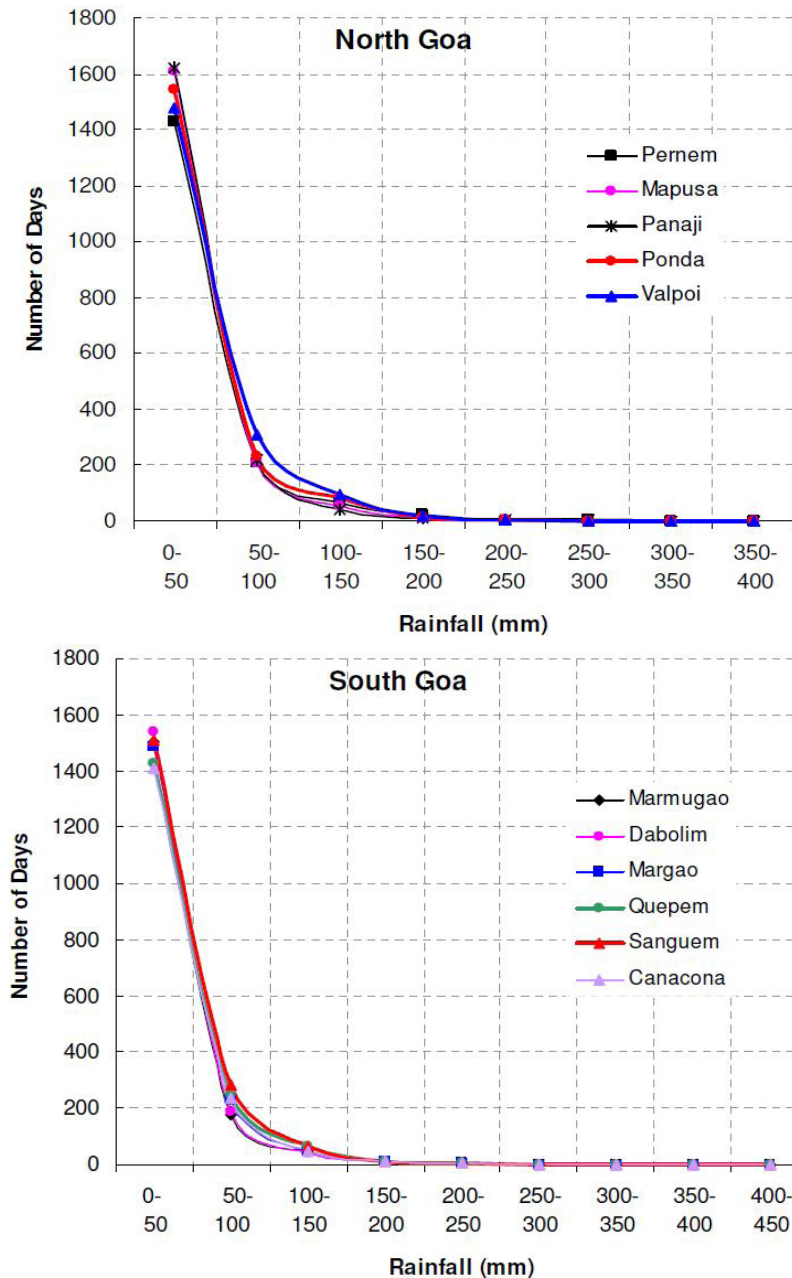 North Goa
1800
1600
1400
1200
1000
800
600
400
200
0
Number of Days
Pernem
Mapusa
Panaji
Ponda
Valpoi
0- 50- 100- 150- 200- 250- 300- 350-
50 100 150 200 250 300 350 400
Rainfall (mm)
South Goa
1800
1600
1400
1200
1000
800
600
400
200
0
Number of Days
Marmugao
Dabolim
Margao
Quepem
Sanguem
Canacona
0- 50- 100- 150- 200- 250- 300- 350- 400-
50 100 150 200 250 300 350 400 450
Rainfall (mm)